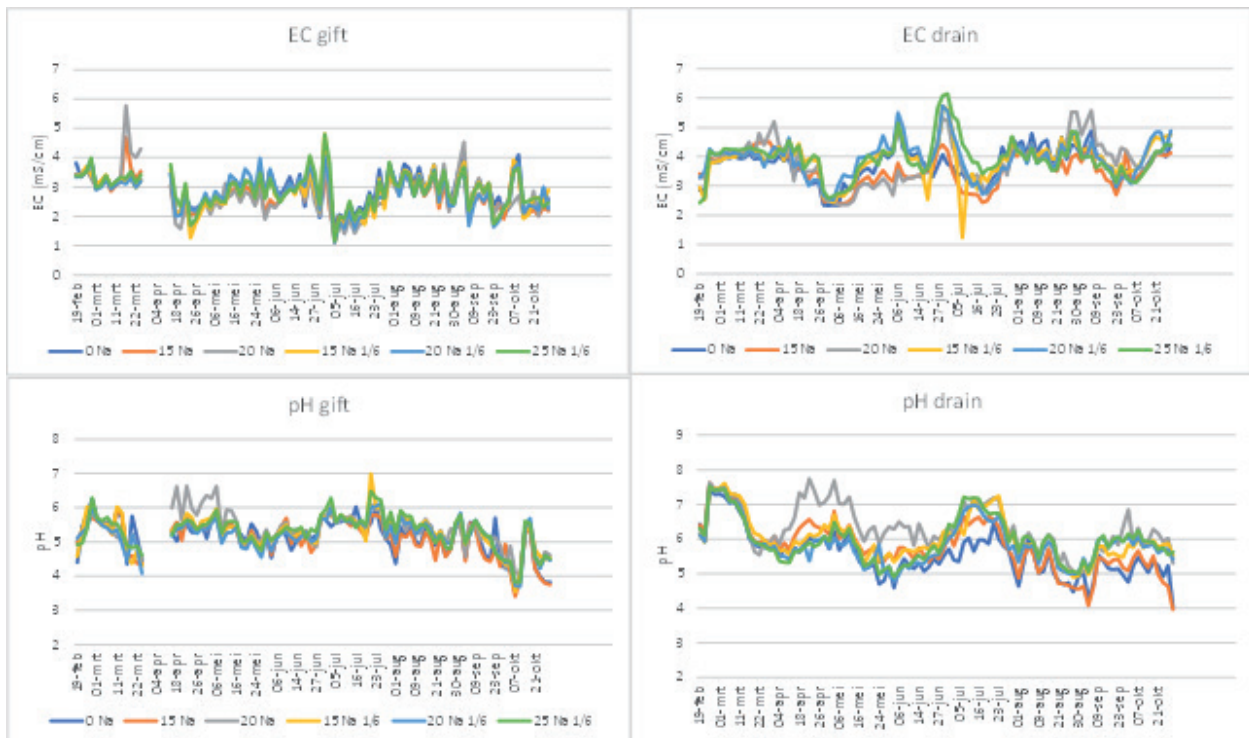 EC gift
7
6
5
4
3
2
1
0
EC (mS/cm)
19-feb
01-mrt
11-mrt
22-mrt
04-apr
18-apr
26-apr
06-mei
16-mei
24-mei
06-jun
14-jun
27-jun
05-jul
16-jul
23-jul
01-aug
09-aug
21-aug
30-aug
09-sep
23-sep
07-okt
21-okt
0 Na 15 Na 20 Na 15 Na 1/6 20 Na 1/6 25 Na 1/6
EC drain
7
6
5
4
3
2
1
0
EC (mS/cm)
19-feb
01-mrt
11-mrt
22-mrt
04-apr
18-apr
26-apr
06-mei
16-mei
24-mei
06-jun
14-jun
27-jun
05-jul
16-jul
23-jul
01-aug
09-aug
21-aug
30-aug
09-sep
23-sep
07-okt
21-okt
0 Na 15 Na 20 Na 15 Na 1/6 20 Na 1/6 25 Na 1/6
pH gift
8
7
6
5
4
3
2
pH
19-feb
01-mrt
11-mrt
22-mrt
04-apr
18-apr
26-apr
06-mei
16-mei
24-mei
06-jun
14-jun
27-jun
05-jul
16-jul
23-jul
01-aug
09-aug
21-aug
30-aug
09-sep
23-sep
07-okt
21-okt
0 Na 15 Na 20 Na 15 Na 1/6 20 Na 1/6 25 Na 1/6
pH drain
9
8
7
6
5
4
3
2
pH
19-feb
01-mrt
11-mrt
22-mrt
04-apr
18-apr
26-apr
06-mei
16-mei
24-mei
06-jun
14-jun
27-jun
05-jul
16-jul
23-jul
01-aug
09-aug
21-aug
30-aug
09-sep
23-sep
07-okt
21-okt
0 Na 15 Na 20 Na 15 Na 1/6 20 Na 1/6 25 Na 1/6